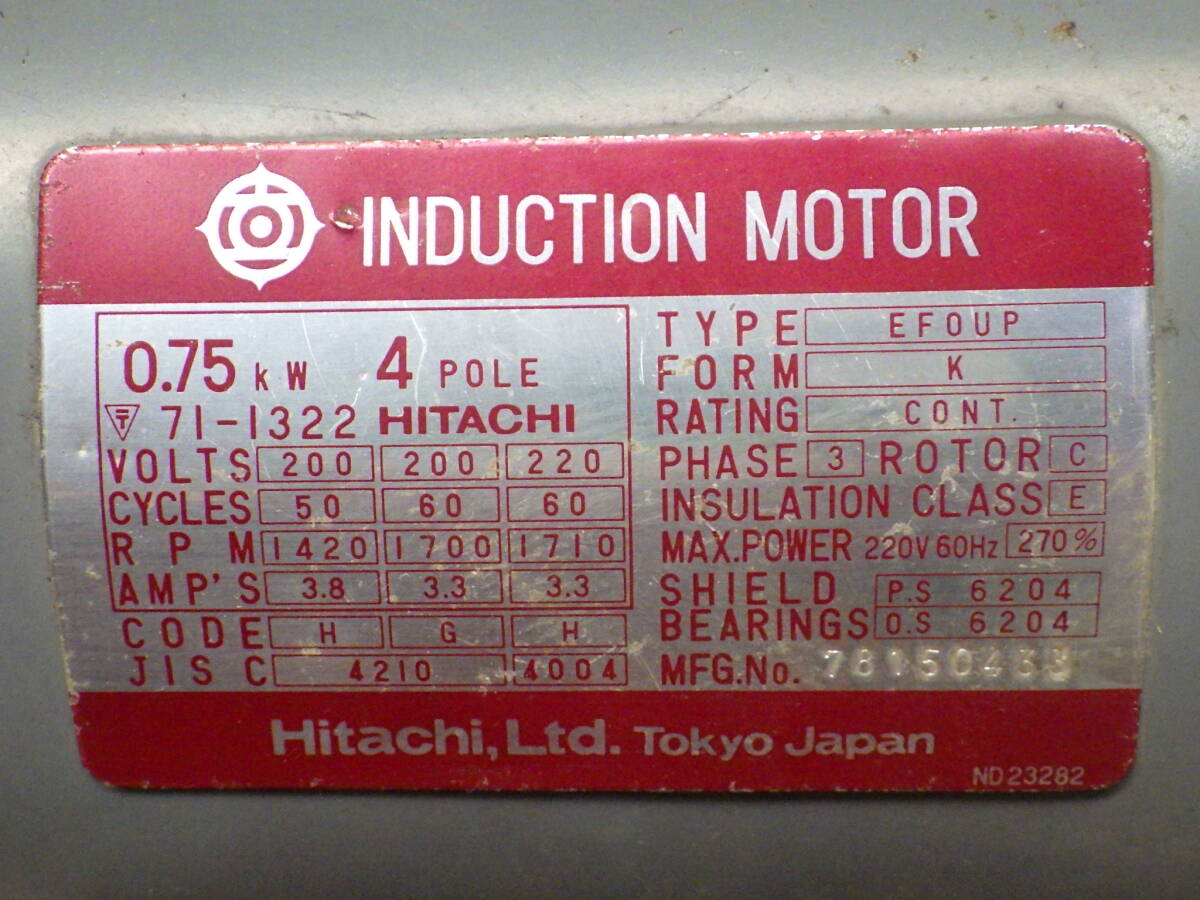 INDUCTION MOTOR
0.75 kW 4 POLE
〒 71-1322 HITACHI
VOLTS 200 200 220
CYCLES 50 60 60
RPM 1420 1700 1710
AMP'S 3.8 3.3 3.3
CODE H G H
JIS C 4210 4004
TYPE EFOUP
FORM K
RATING CONT.
PHASE 3 ROTOR C
INSULATION CLASS E
MAX.POWER 220V 60Hz 270%
SHIELD BEARINGS P.S 6204
O.S 6204
MFG.No.
Hitachi, Ltd. Tokyo Japan
ND 23282